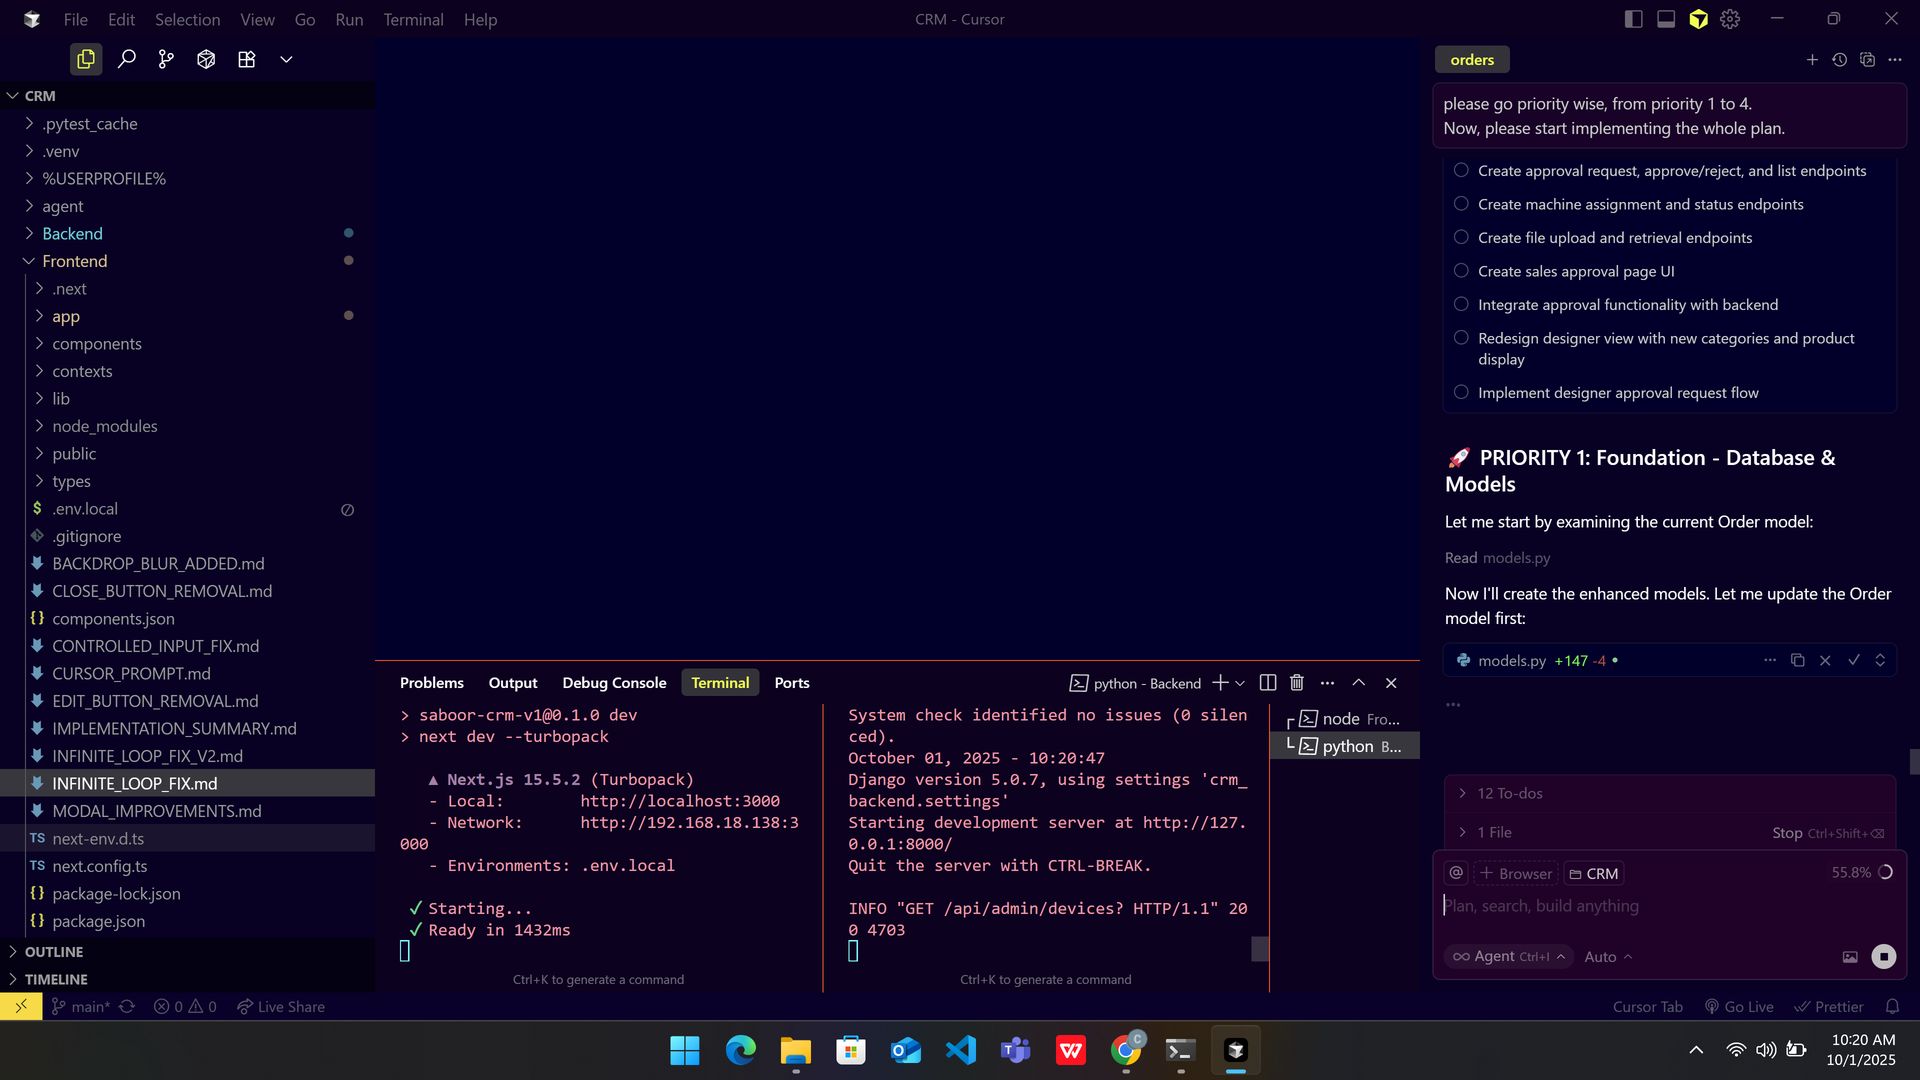 File Edit Selection View Go Run Terminal Help
CRM - Cursor
CRM
.pytest_cache
.venv
%USERPROFILE%
agent
Backend
Frontend
.next
app
components
contexts
lib
node_modules
public
types
$ .env.local
.gitignore
BACKDROP_BLUR_ADDED.md
CLOSE_BUTTON_REMOVAL.md
{} components.json
CONTROLLED_INPUT_FIX.md
CURSOR_PROMPT.md
EDIT_BUTTON_REMOVAL.md
IMPLEMENTATION_SUMMARY.md
INFINITE_LOOP_FIX_V2.md
INFINITE_LOOP_FIX.md
MODAL_IMPROVEMENTS.md
TS next-env.d.ts
TS next.config.ts
{} package-lock.json
{} package.json
OUTLINE
TIMELINE
Problems Output Debug Console Terminal Ports
python - Backend
> saboor-crm-v1@0.1.0 dev
> next dev --turbopack
▲ Next.js 15.5.2 (Turbopack)
- Local: http://localhost:3000
- Network: http://192.168.18.138:3
000
- Environments: .env.local
✓ Starting...
✓ Ready in 1432ms
Ctrl+K to generate a command
System check identified no issues (0 silen
ced).
October 01, 2025 - 10:20:47
Django version 5.0.7, using settings 'crm_
backend.settings'
Starting development server at http://127.
0.0.1:8000/
Quit the server with CTRL-BREAK.
INFO "GET /api/admin/devices? HTTP/1.1" 20
0 4703
Ctrl+K to generate a command
node Fro...
python B...
orders
please go priority wise, from priority 1 to 4.
Now, please start implementing the whole plan.
Create approval request, approve/reject, and list endpoints
Create machine assignment and status endpoints
Create file upload and retrieval endpoints
Create sales approval page UI
Integrate approval functionality with backend
Redesign designer view with new categories and product
display
Implement designer approval request flow
🚀 PRIORITY 1: Foundation - Database &
Models
Let me start by examining the current Order model:
Read models.py
Now I'll create the enhanced models. Let me update the Order
model first:
models.py +147 -4 •
12 To-dos
1 File Stop Ctrl+Shift+⌫
@ + Browser CRM 55.8%
Plan, search, build anything
∞ Agent Ctrl+I Auto
main* 0 0 Live Share
Cursor Tab Go Live Prettier
C
10:20 AM
10/1/2025